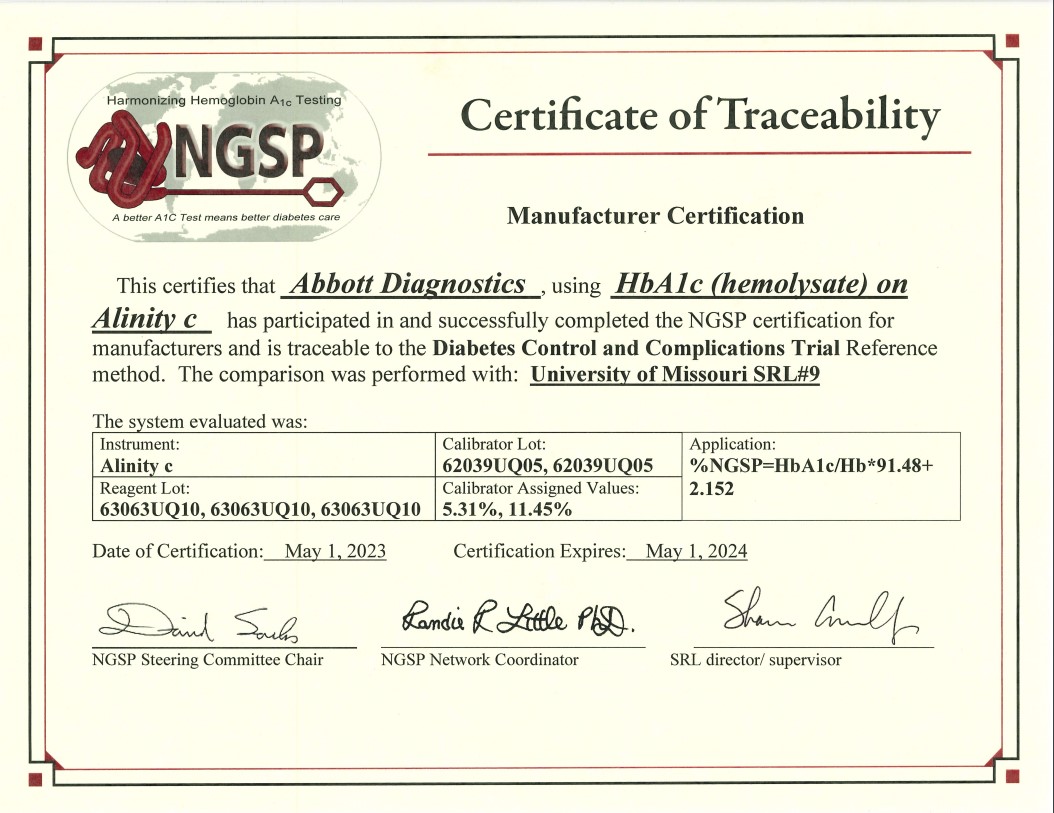 Harmonizing Hemoglobin A1c Testing
NGSP
A better A1C Test means better diabetes care
Certificate of Traceability
Manufacturer Certification
This certifies that Abbott Diagnostics , using HbA1c (hemolysate) on
Alinity c has participated in and successfully completed the NGSP certification for
manufacturers and is traceable to the Diabetes Control and Complications Trial Reference
method. The comparison was performed with: University of Missouri SRL#9
The system evaluated was:
Instrument:
Alinity c
Calibrator Lot:
62039UQ05, 62039UQ05
Application:
%NGSP=HbA1c/Hb*91.48+
2.152
Reagent Lot:
63063UQ10, 63063UQ10, 63063UQ10
Calibrator Assigned Values:
5.31%, 11.45%
Date of Certification: May 1, 2023 Certification Expires: May 1, 2024
David Sacks
Randie R Little PhD.
NGSP Steering Committee Chair
NGSP Network Coordinator
SRL director/ supervisor